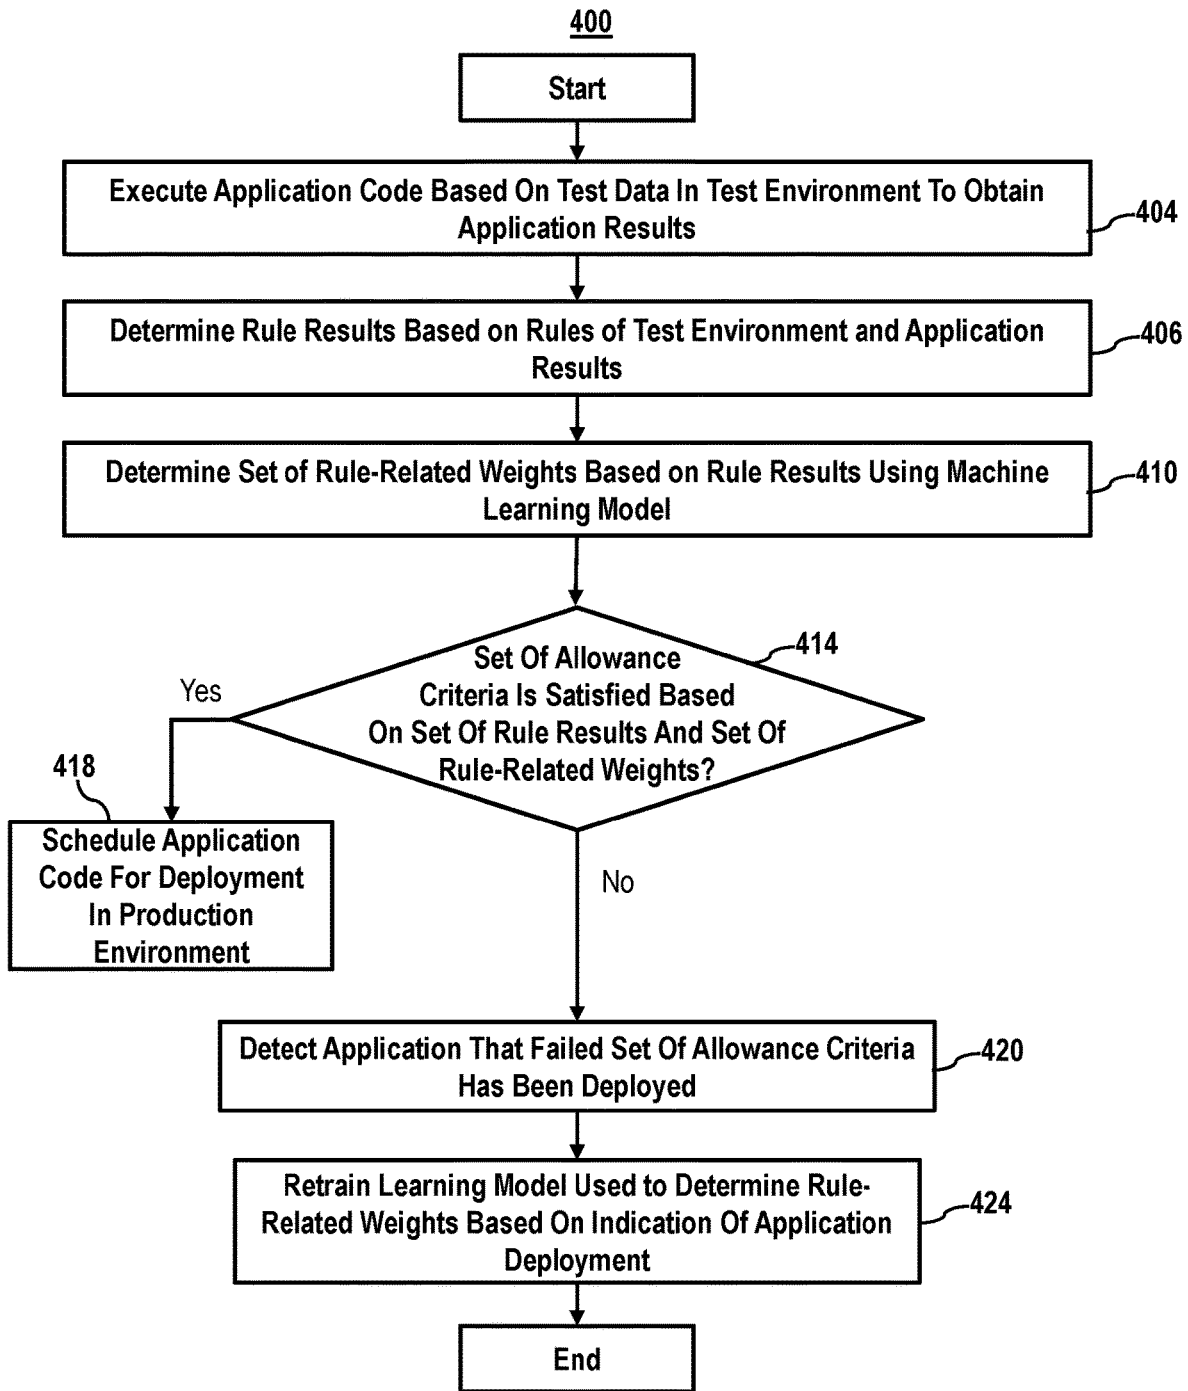 400
Start
Execute Application Code Based On Test Data In Test Environment To Obtain
Application Results
404
Determine Rule Results Based on Rules of Test Environment and Application
Results
406
Determine Set of Rule-Related Weights Based on Rule Results Using Machine
Learning Model
410
Set Of Allowance
Criteria Is Satisfied Based
On Set Of Rule Results And Set Of
Rule-Related Weights?
414
Yes
418
Schedule Application
Code For Deployment
In Production
Environment
No
Detect Application That Failed Set Of Allowance Criteria
Has Been Deployed
420
Retrain Learning Model Used to Determine Rule-
Related Weights Based On Indication Of Application
Deployment
424
End